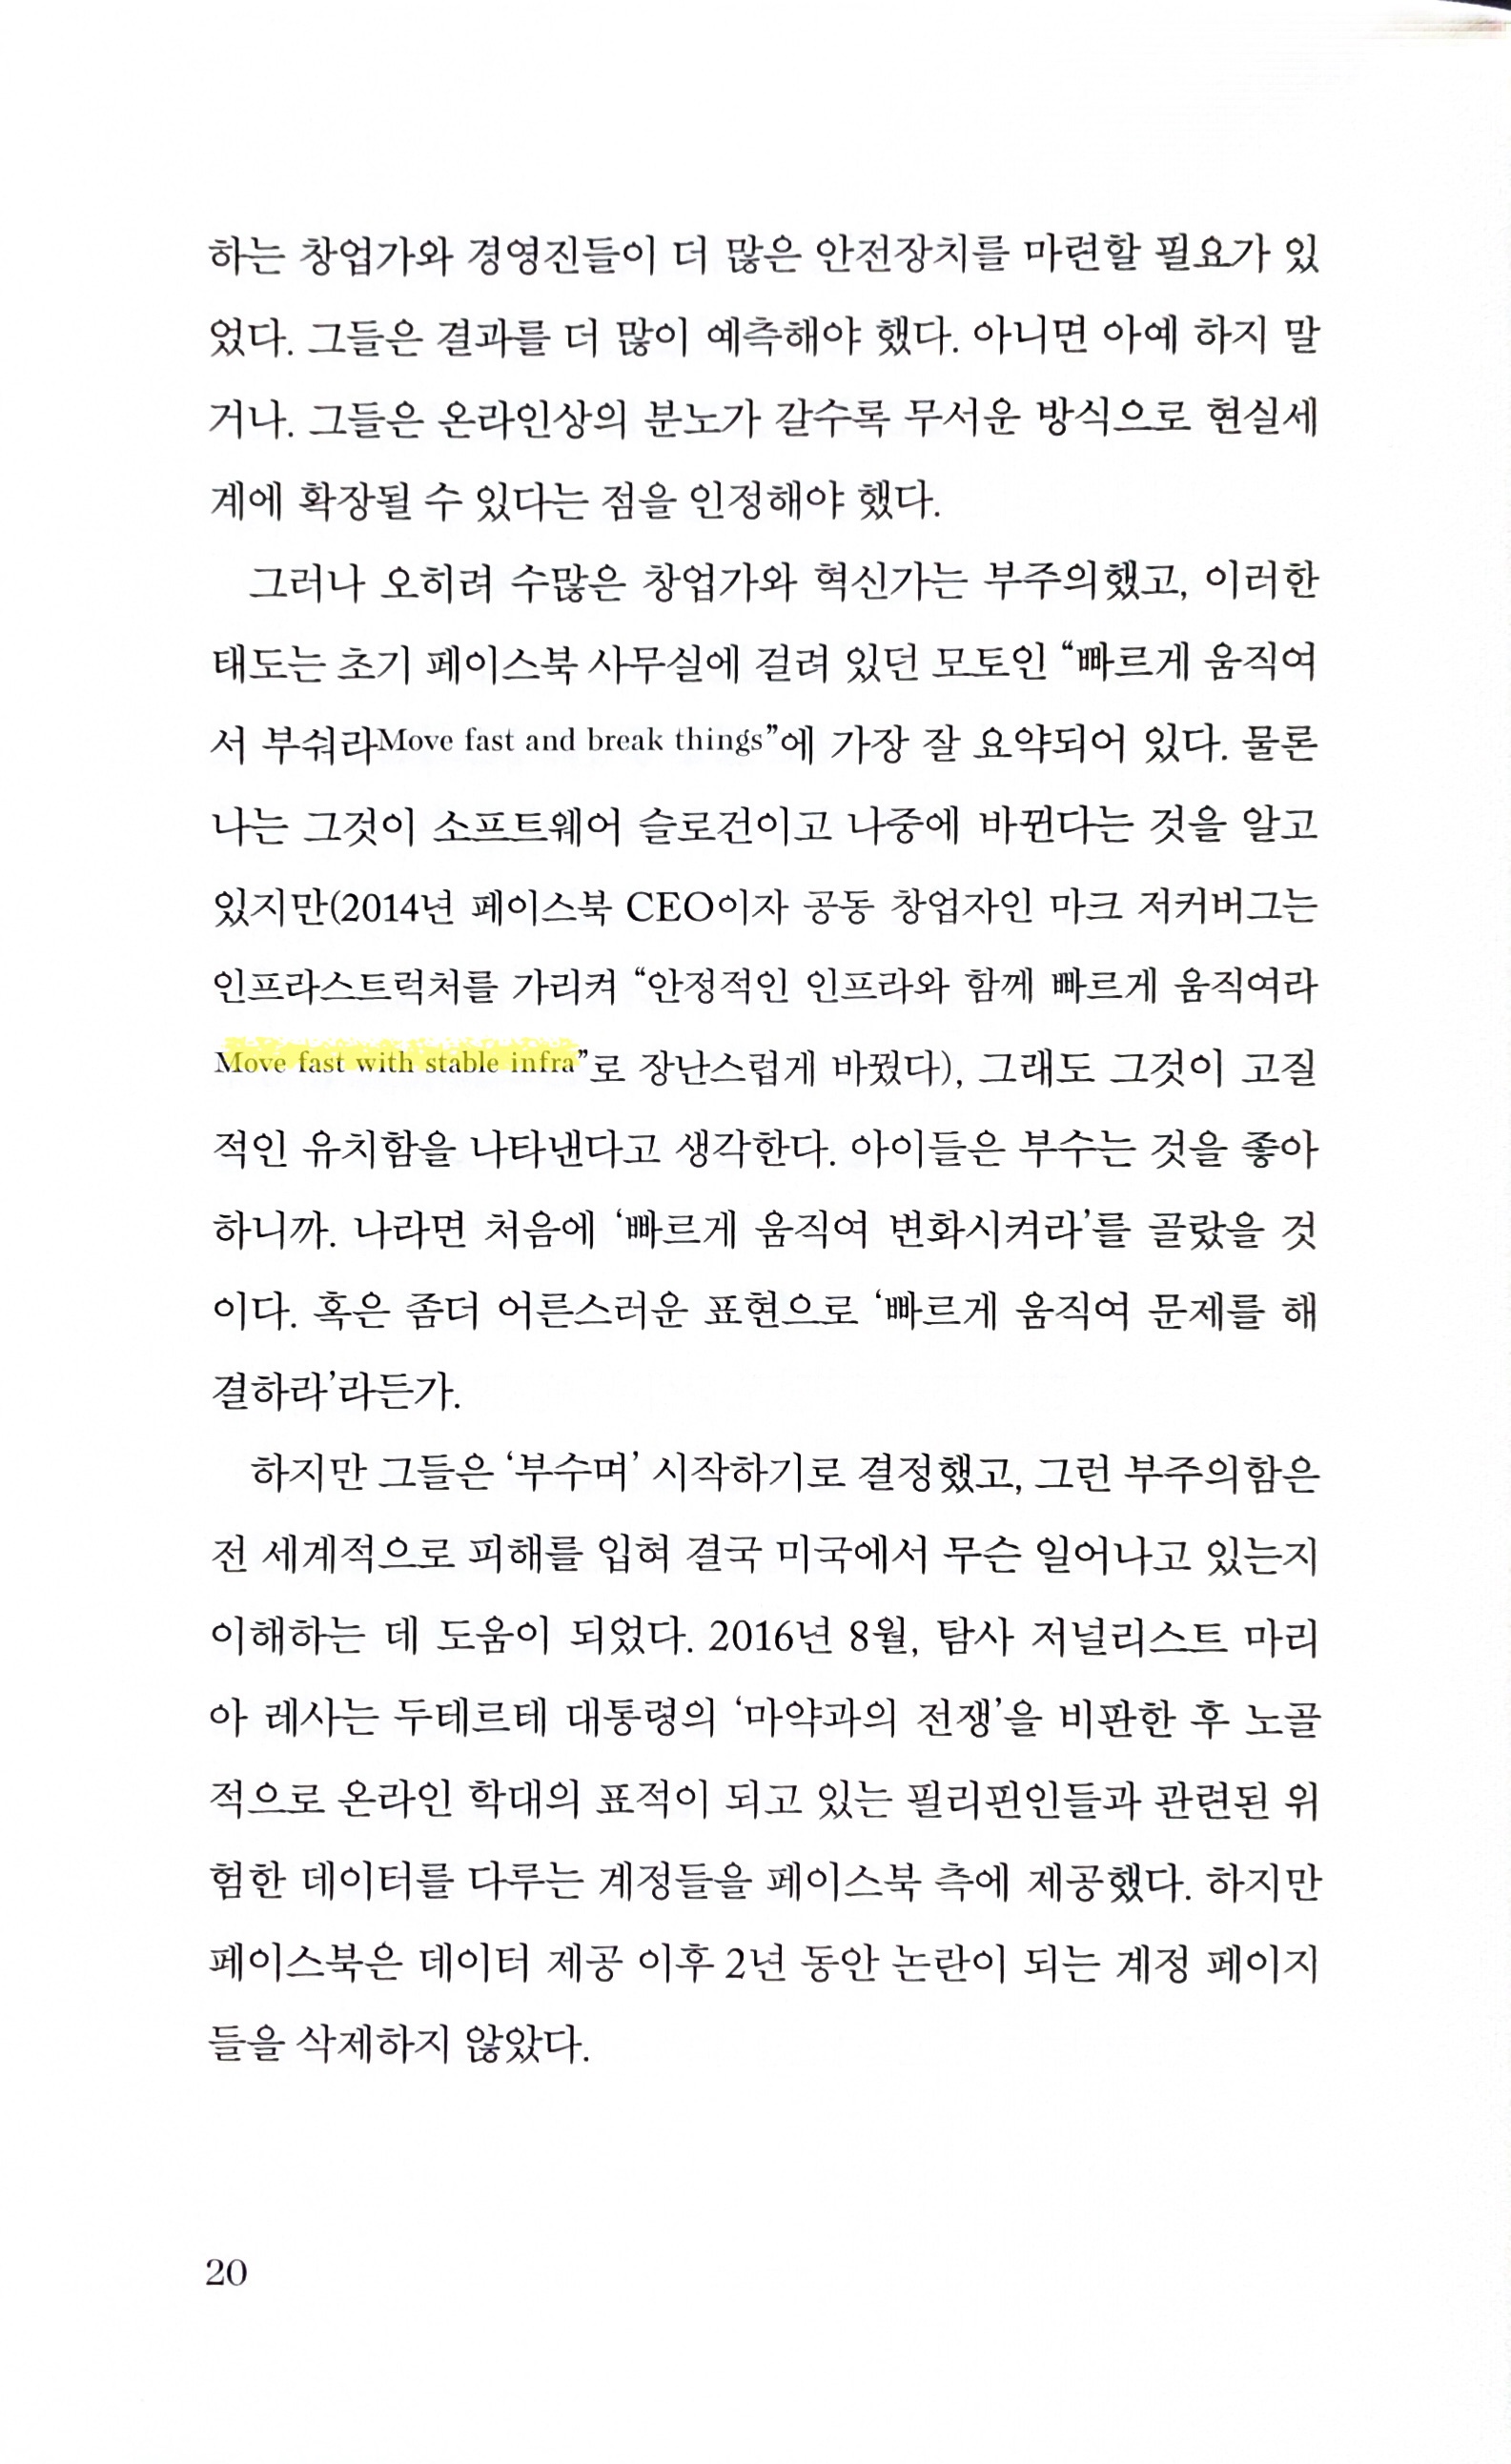 하는 창업가와 경영진들이 더 많은 안전장치를 마련할 필요가 있
었다. 그들은 결과를 더 많이 예측해야 했다. 아니면 아예 하지 말
거나. 그들은 온라인상의 분노가 갈수록 무서운 방식으로 현실세
계에 확장될 수 있다는 점을 인정해야 했다.
그러나 오히려 수많은 창업가와 혁신가는 부주의했고, 이러한
태도는 초기 페이스북 사무실에 걸려 있던 모토인 “빠르게 움직여
서 부숴라Move fast and break things”에 가장 잘 요약되어 있다. 물론
나는 그것이 소프트웨어 슬로건이고 나중에 바뀐다는 것을 알고
있지만(2014년 페이스북 CEO이자 공동 창업자인 마크 저커버그는
인프라스트럭처를 가리켜 “안정적인 인프라와 함께 빠르게 움직여라
Move fast with stable infra”로 장난스럽게 바꿨다), 그래도 그것이 고질
적인 유치함을 나타낸다고 생각한다. 아이들은 부수는 것을 좋아
하니까. 나라면 처음에 ‘빠르게 움직여 변화시켜라’를 골랐을 것
이다. 혹은 좀더 어른스러운 표현으로 ‘빠르게 움직여 문제를 해
결하라’라든가.
하지만 그들은 ‘부수며’ 시작하기로 결정했고, 그런 부주의함은
전 세계적으로 피해를 입혀 결국 미국에서 무슨 일어나고 있는지
이해하는 데 도움이 되었다. 2016년 8월, 탐사 저널리스트 마리
아 레사는 두테르테 대통령의 ‘마약과의 전쟁’을 비판한 후 노골
적으로 온라인 학대의 표적이 되고 있는 필리핀인들과 관련된 위
험한 데이터를 다루는 계정들을 페이스북 측에 제공했다. 하지만
페이스북은 데이터 제공 이후 2년 동안 논란이 되는 계정 페이지
들을 삭제하지 않았다.
20